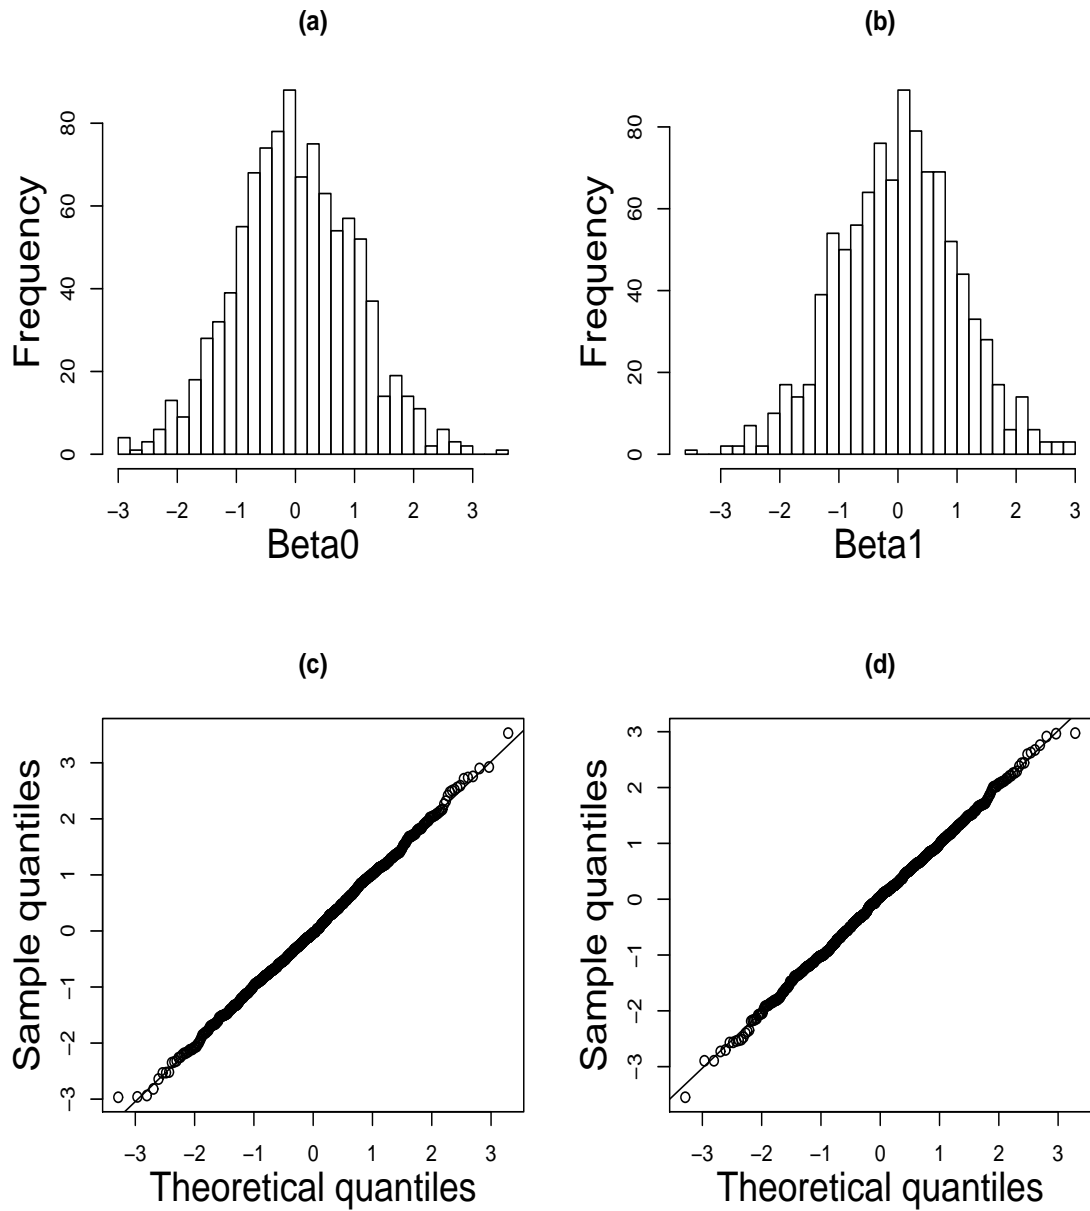 (a)
Frequency
0 20 40 60 80
−3 −2 −1 0 1 2 3
Beta0
(b)
Frequency
0 20 40 60 80
−3 −2 −1 0 1 2 3
Beta1
(c)
Sample quantiles
−3 −2 −1 0 1 2 3
−3 −2 −1 0 1 2 3
Theoretical quantiles
(d)
Sample quantiles
−3 −2 −1 0 1 2 3
−3 −2 −1 0 1 2 3
Theoretical quantiles